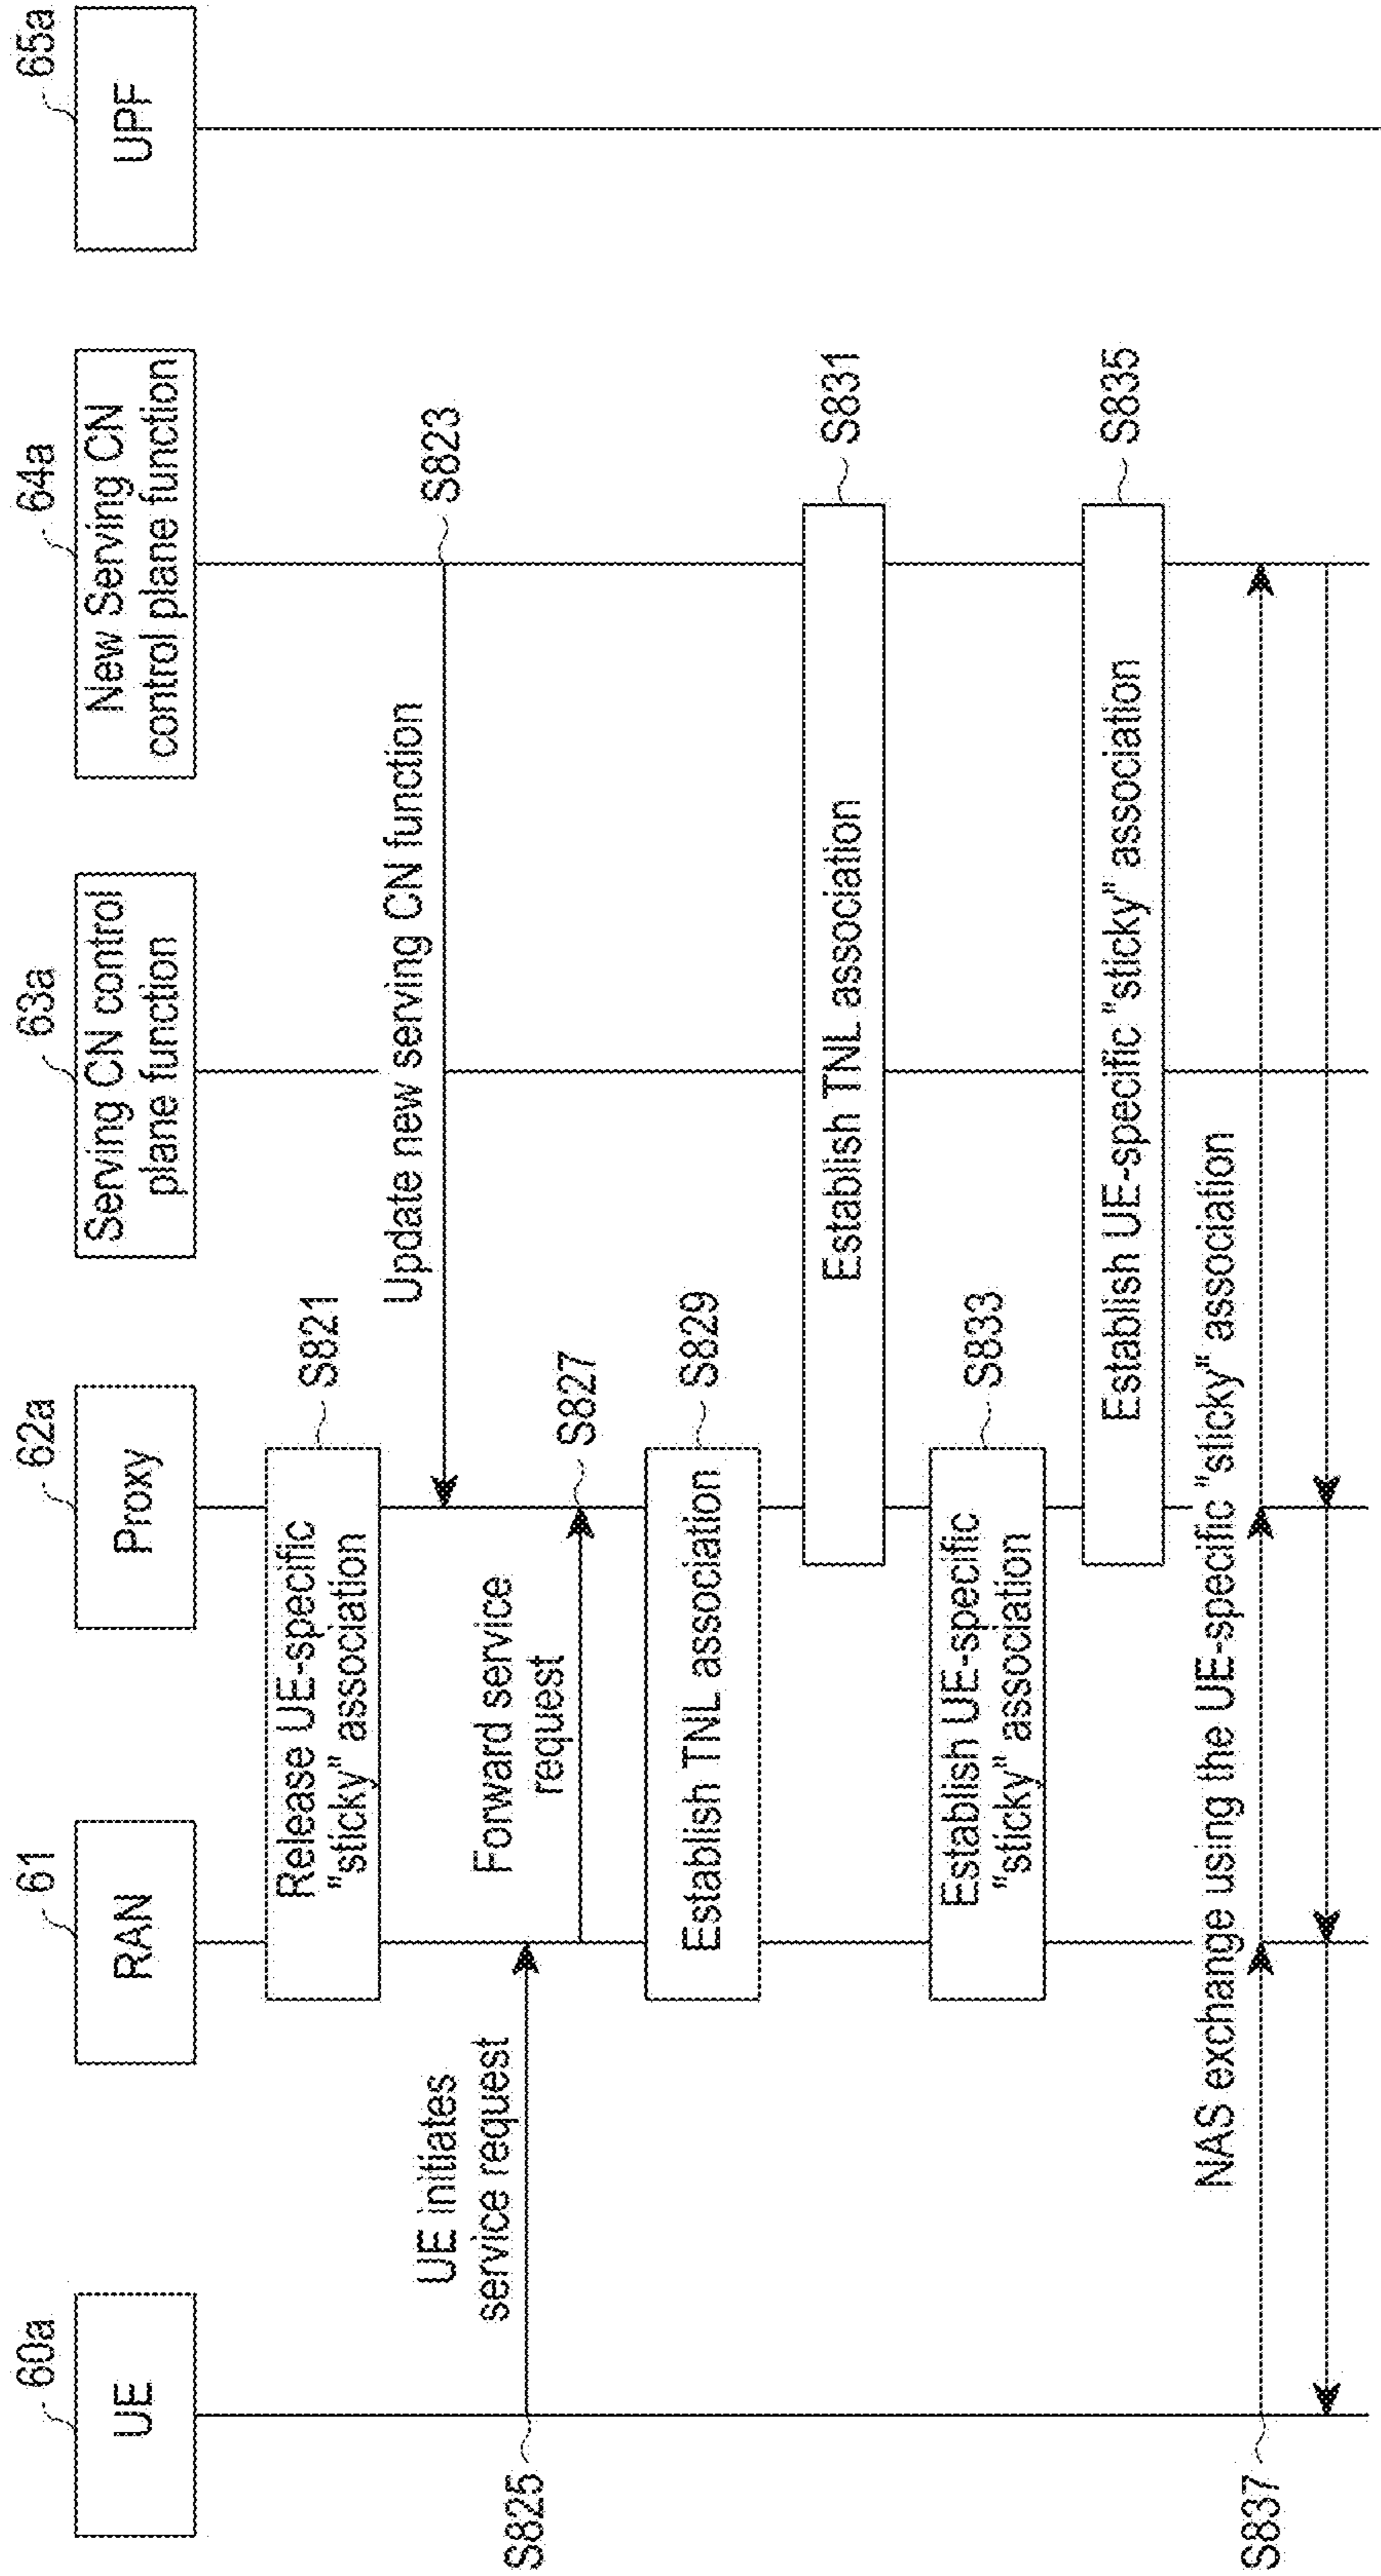 60a
UE
61
RAN
62a
Proxy
63a
Serving CN control
plane function
64a
New Serving CN
control plane function
65a
UPF
Release UE-specific
"sticky" association
S821
Update new serving CN function
S823
UE initiates
service request
S825
Forward service
request
S827
Establish TNL association
S829
Establish TNL association
S831
Establish UE-specific
"sticky" association
S833
Establish UE-specific "sticky" association
S835
NAS exchange using the UE-specific "sticky" association
S837